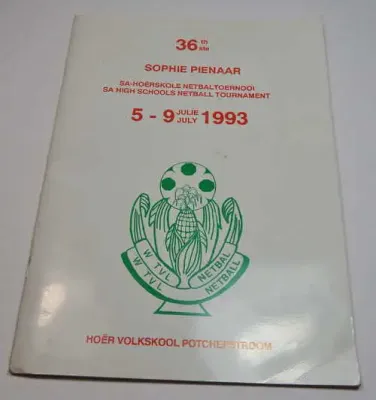 36th
ste
SOPHIE PIENAAR
SA-HOËRSKOLE NETBALTOERNOOI
SA HIGH SCHOOLS NETBALL TOURNAMENT
5 - 9 JULIE
JULY 1993
W TVL NETBAL
W TVL NETBALL
HOËR VOLKSKOOL POTCHEFSTROOM